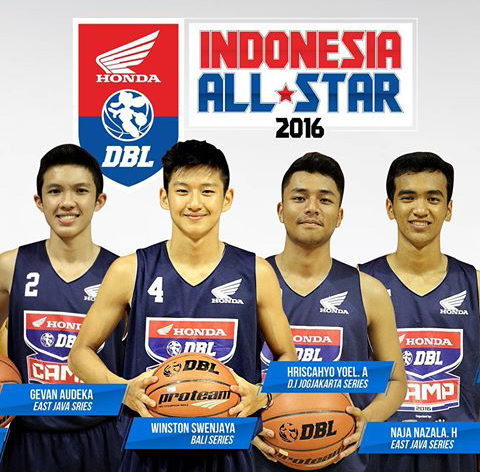 HONDA
DBL
INDONESIA
ALL STAR
2016
2
HONDA
DBL
CAMP
GEVAN AUDEKA
EAST JAVA SRIES
4
HONDA
HONDA
DBL
DBL
proteam
WINSTON SWENJAYA
BALI SERIES
HONDA
HONDA
DBL
HRISCAHYO YOEL. A
D.I JOGJAKARTA SERIES
DBL
HONDA
HONDA
DBL
CAMP
2016
NAJA NAZALA. H
EAST JAVA SERIES